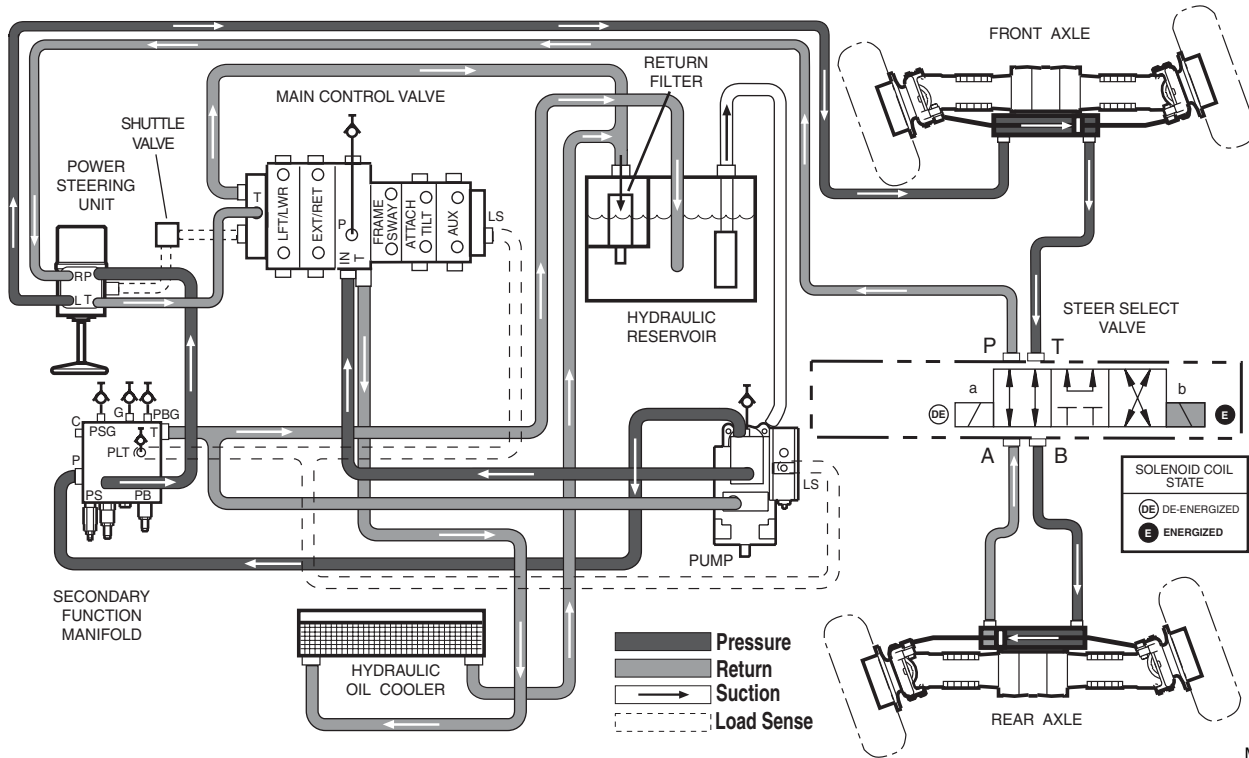 FRONT AXLE
RETURN
FILTER
MAIN CONTROL VALVE
SHUTTLE
VALVE
POWER
STEERING
UNIT
T
LFT/LWR
EXT/RET
P
IN
T
FRAME
SWAY
ATTACH
TILT
AUX
LS
RP
L T
HYDRAULIC
RESERVOIR
STEER SELECT
VALVE
P
T
a
b
DE
E
A
B
C
G
PBG
PSG
T
PLT
P
PS
PB
LS
PUMP
SOLENOID COIL
STATE
DE DE-ENERGIZED
E ENERGIZED
SECONDARY
FUNCTION
MANIFOLD
HYDRAULIC
OIL COOLER
Pressure
Return
Suction
Load Sense
REAR AXLE